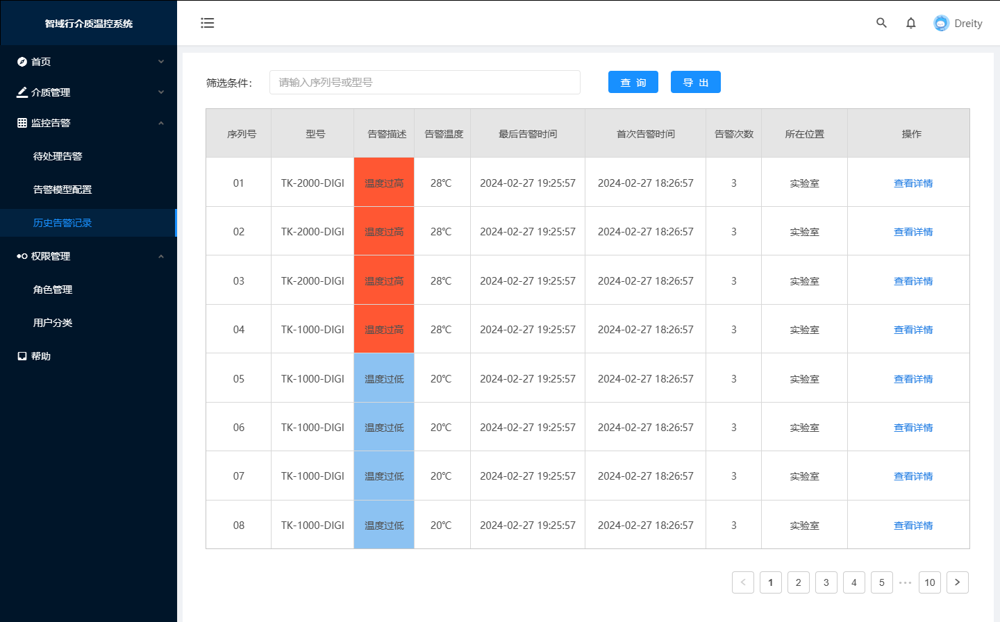 智域行介质温控系统
Dreity
首页
介质管理
监控告警
待处理告警
告警模型配置
历史告警记录
权限管理
角色管理
用户分类
帮助
筛选条件： 请输入序列号或型号 查 询 导 出
序列号 型号 告警描述 告警温度 最后告警时间 首次告警时间 告警次数 所在位置 操作
01 TK-2000-DIGI 温度过高 28℃ 2024-02-27 19:25:57 2024-02-27 18:26:57 3 实验室 查看详情
02 TK-2000-DIGI 温度过高 28℃ 2024-02-27 19:25:57 2024-02-27 18:26:57 3 实验室 查看详情
03 TK-2000-DIGI 温度过高 28℃ 2024-02-27 19:25:57 2024-02-27 18:26:57 3 实验室 查看详情
04 TK-1000-DIGI 温度过高 28℃ 2024-02-27 19:25:57 2024-02-27 18:26:57 3 实验室 查看详情
05 TK-1000-DIGI 温度过低 20℃ 2024-02-27 19:25:57 2024-02-27 18:26:57 3 实验室 查看详情
06 TK-1000-DIGI 温度过低 20℃ 2024-02-27 19:25:57 2024-02-27 18:26:57 3 实验室 查看详情
07 TK-1000-DIGI 温度过低 20℃ 2024-02-27 19:25:57 2024-02-27 18:26:57 3 实验室 查看详情
08 TK-1000-DIGI 温度过低 20℃ 2024-02-27 19:25:57 2024-02-27 18:26:57 3 实验室 查看详情
< 1 2 3 4 5 ••• 10 >